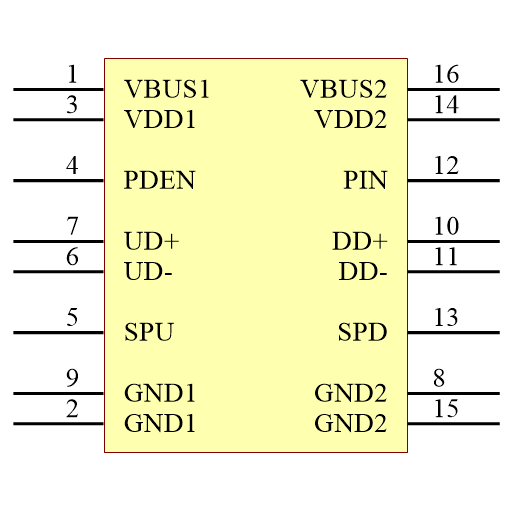 1 VBUS1 VBUS2 16
3 VDD1 VDD2 14
4 PDEN PIN 12
7 UD+ DD+ 10
6 UD- DD- 11
5 SPU SPD 13
9 GND1 GND2 8
2 GND1 GND2 15